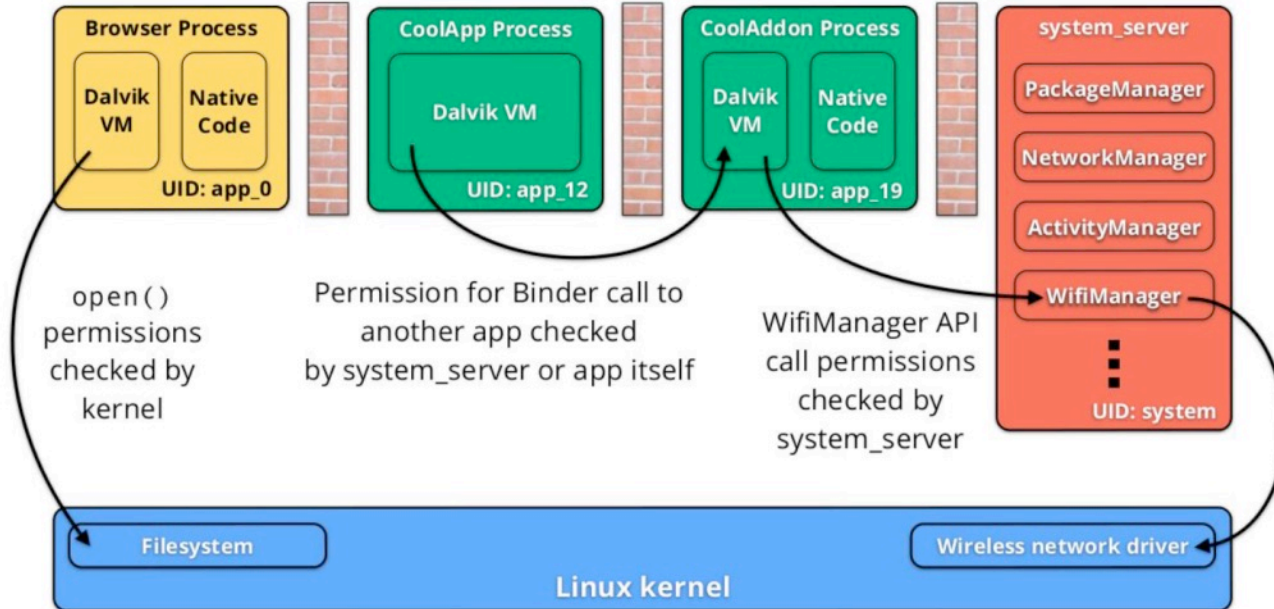 Browser Process
Dalvik
VM
Native
Code
UID: app_0
CoolApp Process
Dalvik VM
UID: app_12
CoolAddon Process
Dalvik
VM
Native
Code
UID: app_19
system_server
PackageManager
NetworkManager
ActivityManager
WifiManager
UID: system
open()
permissions
checked by
kernel
Permission for Binder call to
another app checked
by system_server or app itself
WifiManager API
call permissions
checked by
system_server
Filesystem
Wireless network driver
Linux kernel